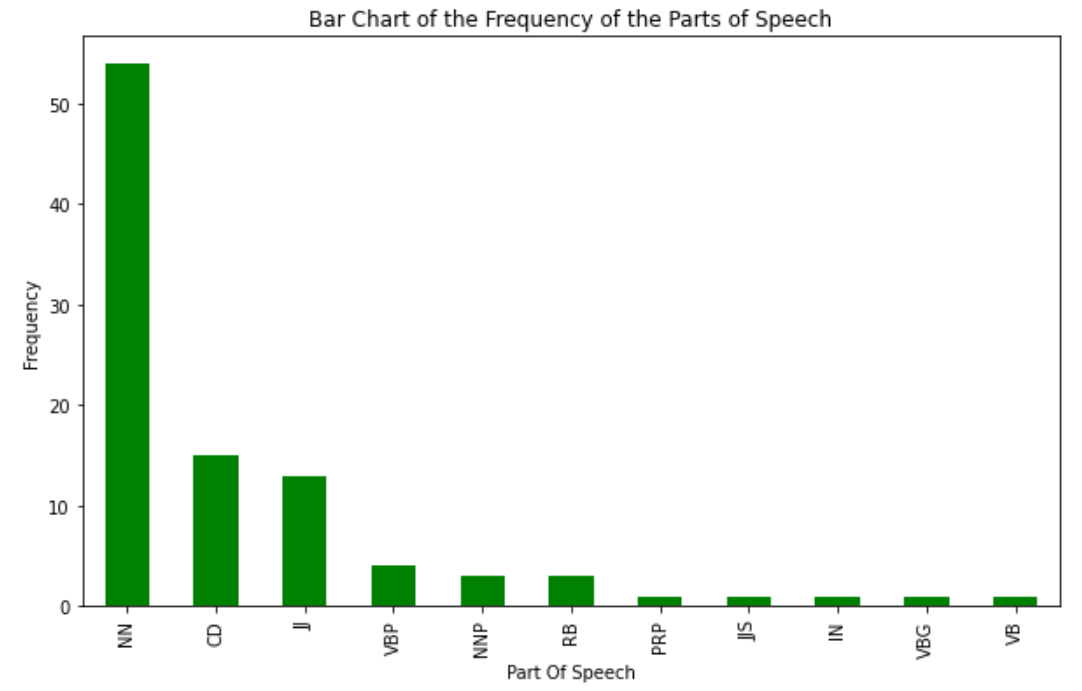 Bar Chart of the Frequency of the Parts of Speech
Frequency
50
40
30
20
10
0
NN
CD
JJ
VBP
NNP
RB
PRP
JJS
IN
VBG
VB
Part Of Speech